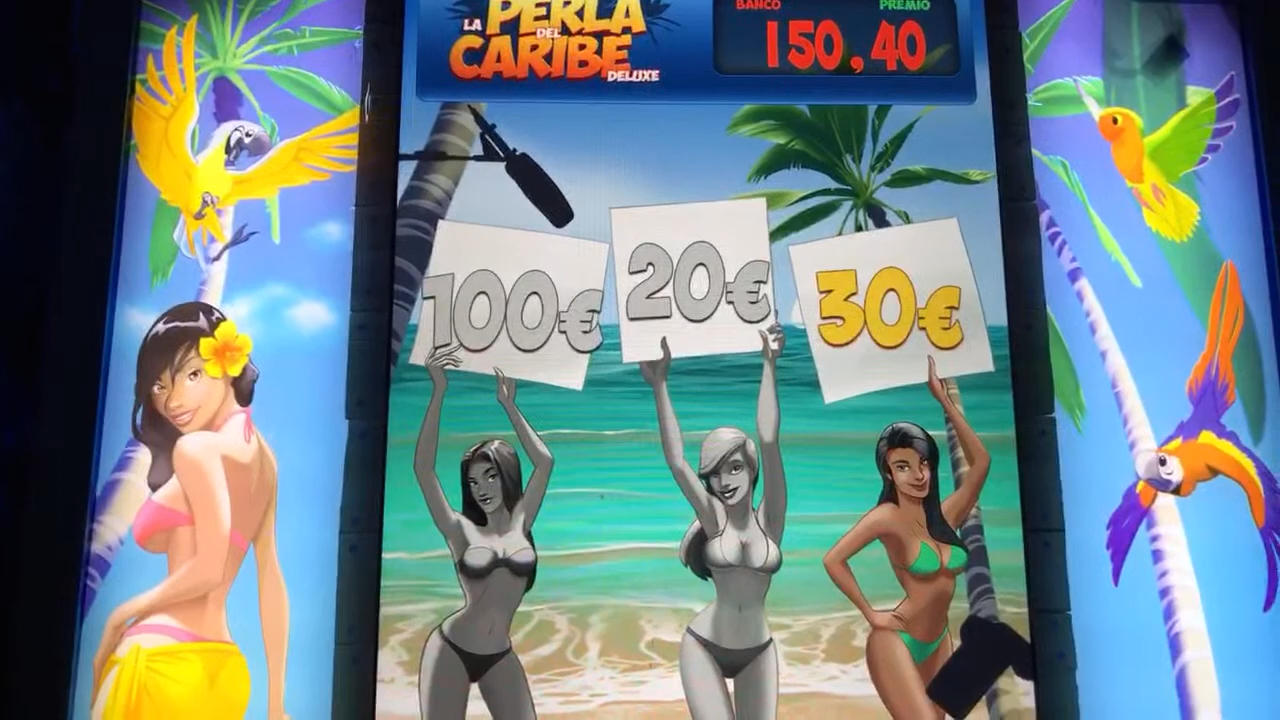 LA PERLA
DEL
CARIBE
DELUXE
BANCO PREMIO
150,40
100€
20€
30€